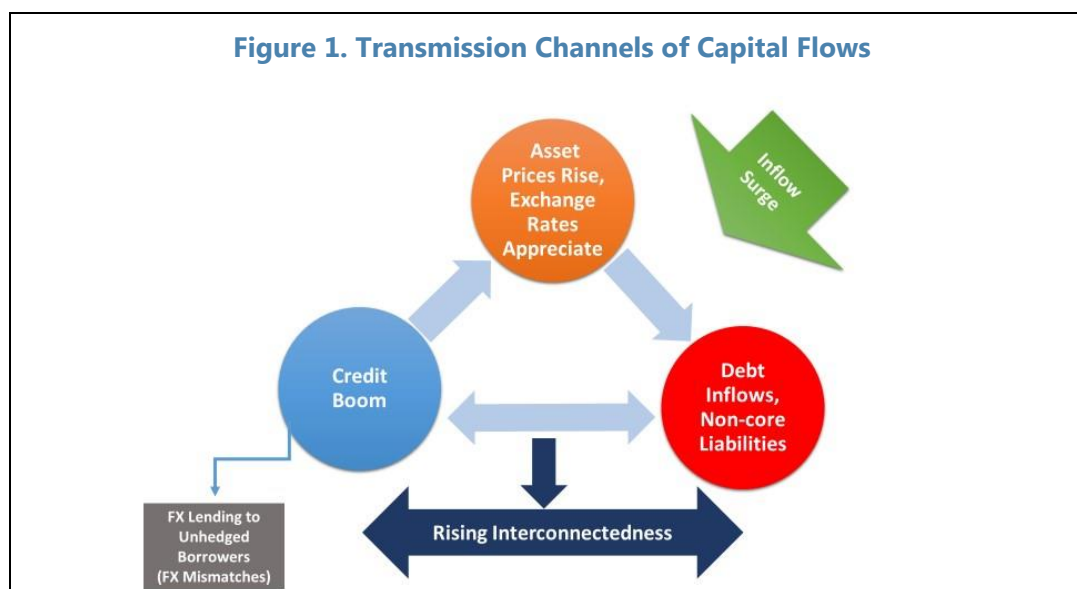 Figure 1. Transmission Channels of Capital Flows
Asset
Prices Rise,
Exchange
Rates
Appreciate
Inflow
Surge
Credit
Boom
Debt
Inflows,
Non-core
Liabilities
FX Lending to
Unhedged
Borrowers
(FX Mismatches)
Rising Interconnectedness